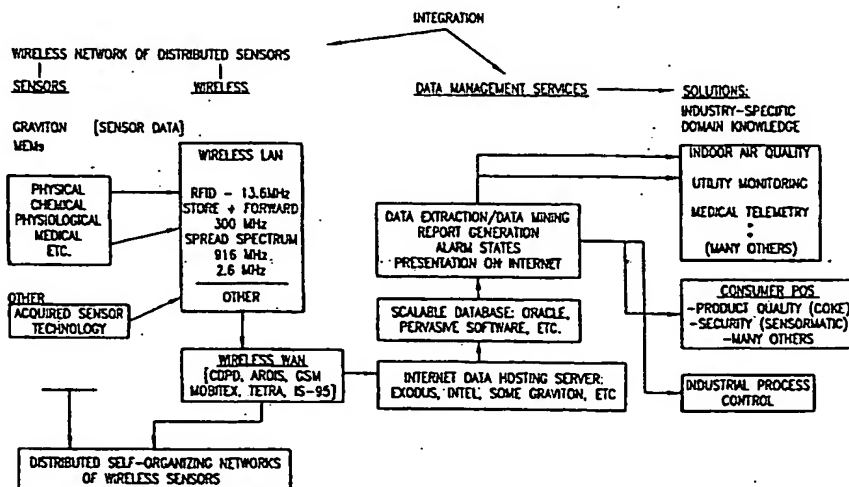 INTEGRATION
WIRELESS NETWORK OF DISTRIBUTED SENSORS
SENSORS
WIRELESS
DATA MANAGEMENT SERVICES
SOLUTIONS:
INDUSTRY-SPECIFIC
DOMAIN KNOWLEDGE
GRAVITON
MEMs
[SENSOR DATA]
PHYSICAL
CHEMICAL
PHYSIOLOGICAL
MEDICAL
ETC.
OTHER
ACQUIRED SENSOR
TECHNOLOGY
WIRELESS LAN
RFID - 13.6MHz
STORE + FORWARD
300 MHz
SPREAD SPECTRUM
916 MHz
2.6 MHz
OTHER
WIRELESS WAN
[CDPD, ARDIS, GSM
MOBITEX, TETRA, IS-95]
DISTRIBUTED SELF-ORGANIZING NETWORKS
OF WIRELESS SENSORS
DATA EXTRACTION/DATA MINING
REPORT GENERATION
ALARM STATES
PRESENTATION ON INTERNET
SCALABLE DATABASE: ORACLE,
PERVASIVE SOFTWARE, ETC.
INTERNET DATA HOSTING SERVER:
EXODUS, INTEL, SOME GRAVITON, ETC
INDOOR AIR QUALITY
UTILITY MONITORING
MEDICAL TELEMETRY
(MANY OTHERS)
CONSUMER POS
-PRODUCT QUALITY (COKE)
-SECURITY (SENSORMATIC)
-MANY OTHERS
INDUSTRIAL PROCESS
CONTROL